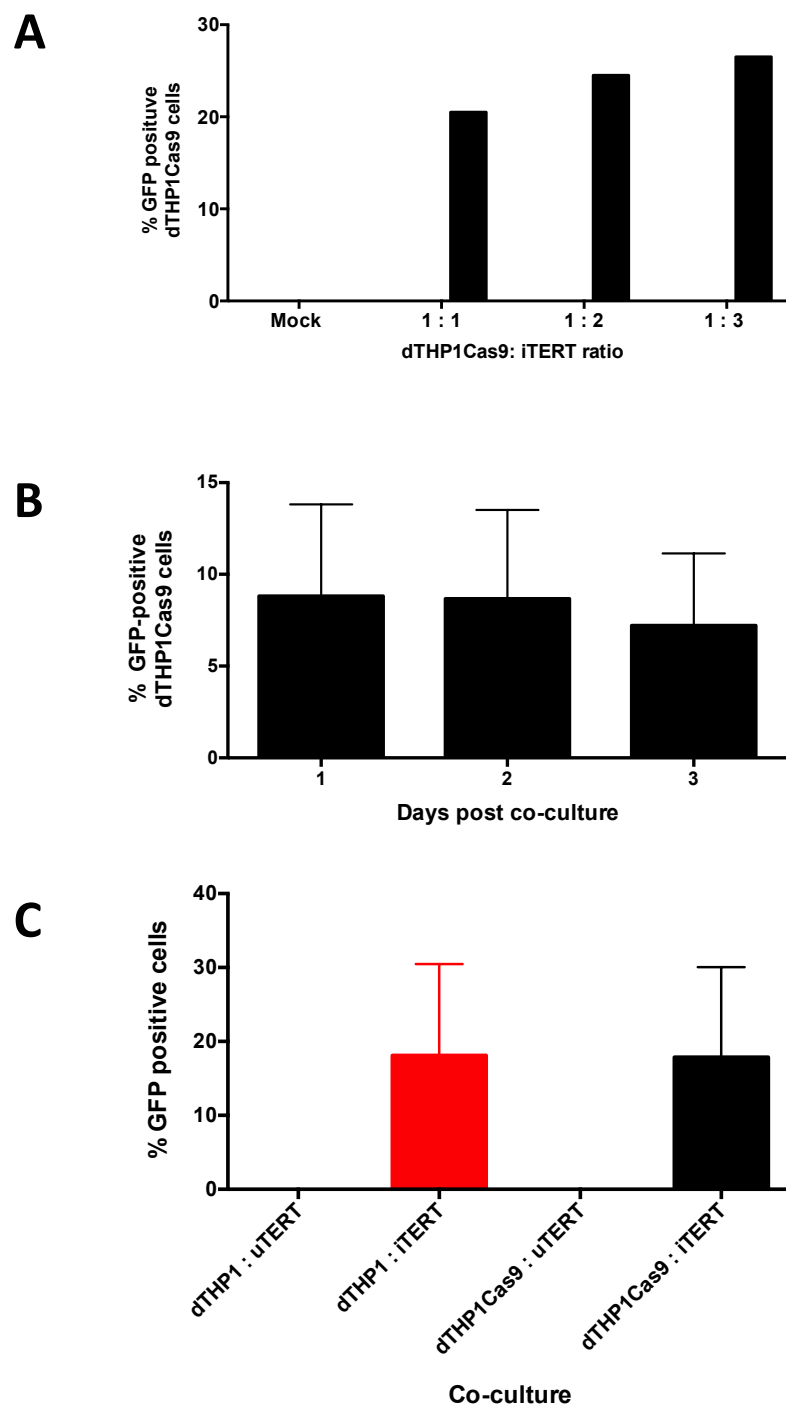 A
% GFP posituve
dTHP1Cas9 cells
30
20
10
0
Mock
1 : 1
1 : 2
1 : 3
dTHP1Cas9: iTERT ratio
B
% GFP-positive
dTHP1Cas9 cells
15
10
5
0
1
2
3
Days post co-culture
C
% GFP positive cells
40
30
20
10
0
dTHP1 : uTERT
dTHP1 : iTERT
dTHP1Cas9 : uTERT
dTHP1Cas9 : iTERT
Co-culture